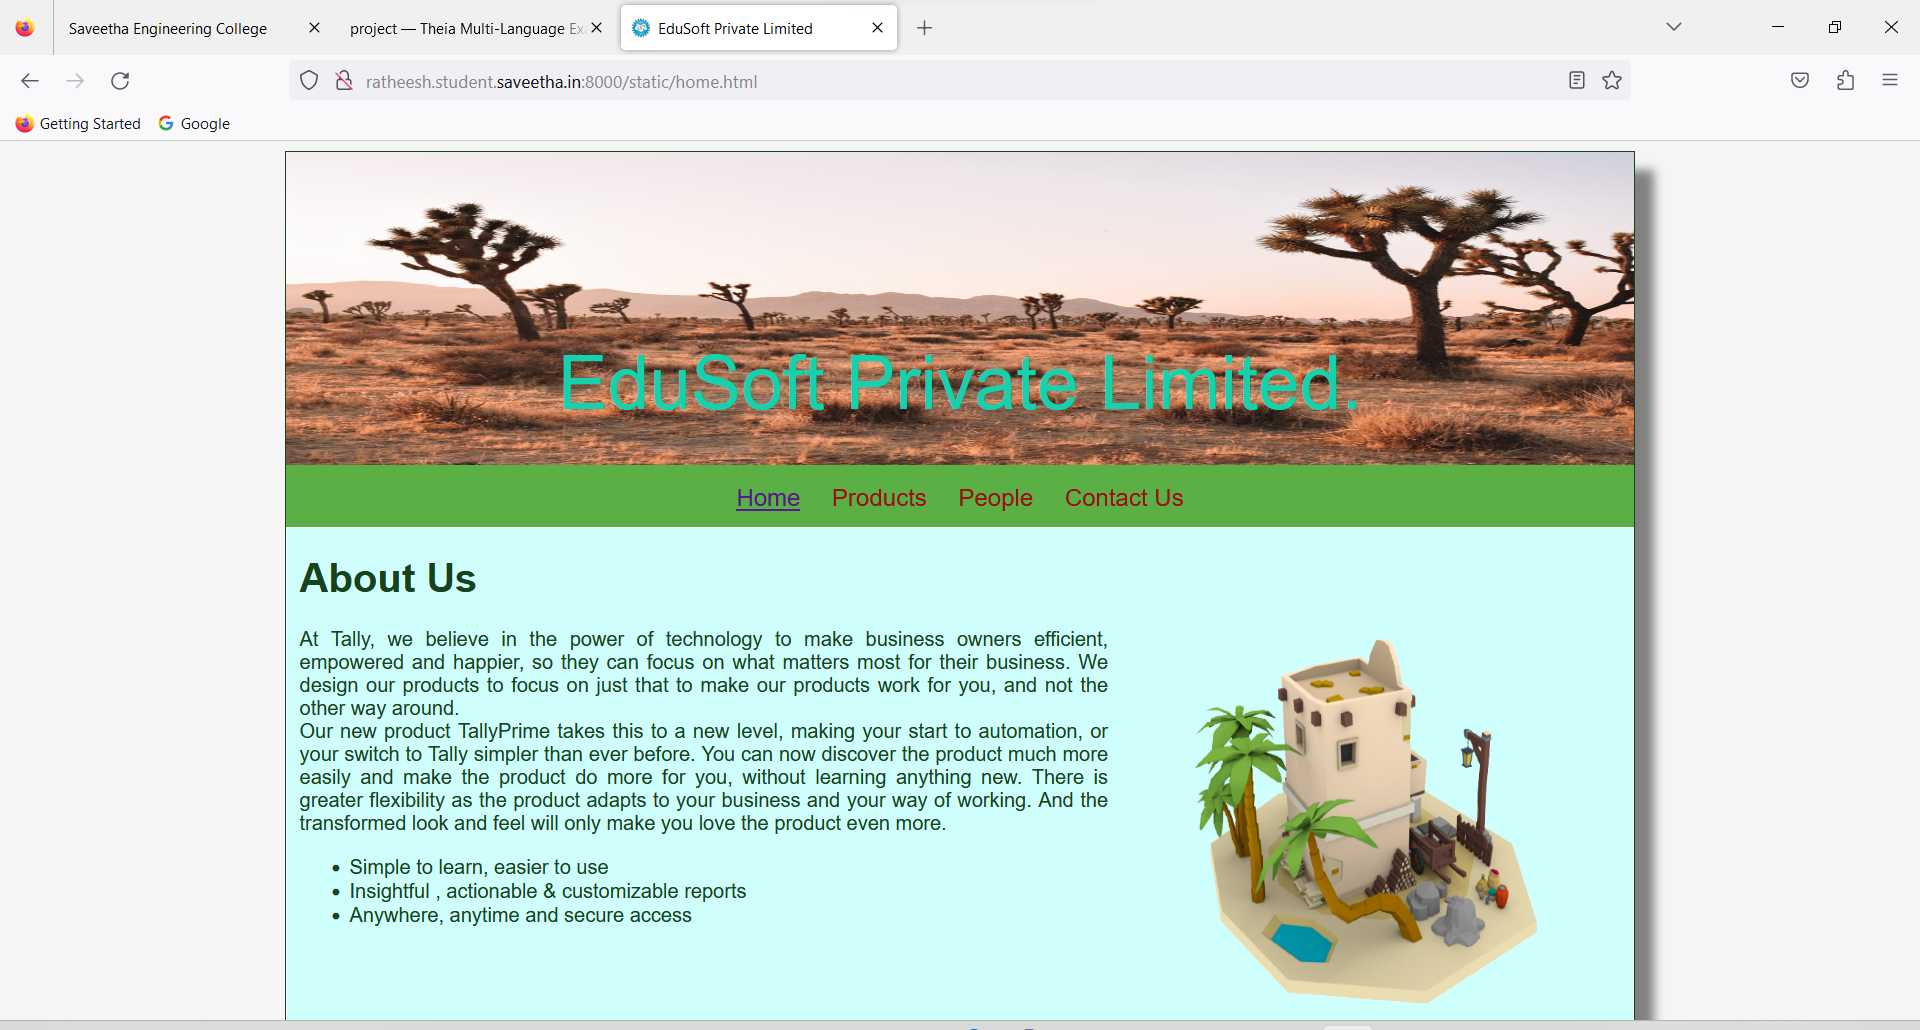 Saveetha Engineering College
project — Theia Multi-Language Ex
EduSoft Private Limited
ratheesh.student.saveetha.in:8000/static/home.html
Getting Started
Google
EduSoft Private Limited.
Home Products People Contact Us
About Us
At Tally, we believe in the power of technology to make business owners efficient,
empowered and happier, so they can focus on what matters most for their business. We
design our products to focus on just that to make our products work for you, and not the
other way around.
Our new product TallyPrime takes this to a new level, making your start to automation, or
your switch to Tally simpler than ever before. You can now discover the product much more
easily and make the product do more for you, without learning anything new. There is
greater flexibility as the product adapts to your business and your way of working. And the
transformed look and feel will only make you love the product even more.
• Simple to learn, easier to use
• Insightful , actionable & customizable reports
• Anywhere, anytime and secure access